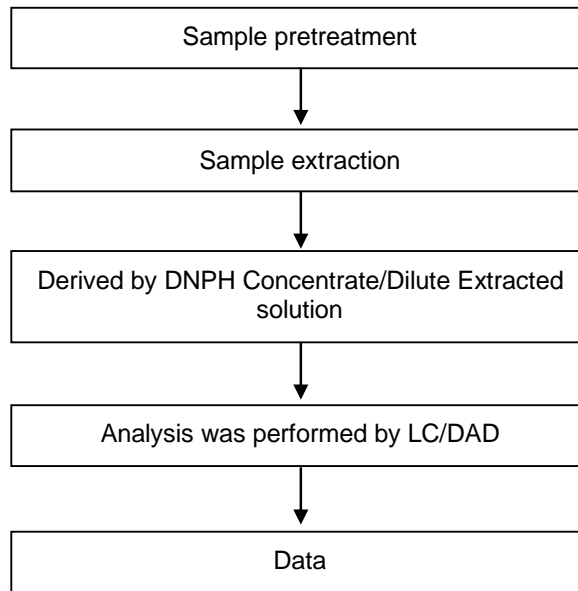 Sample pretreatment
Sample extraction
Derived by DNPH Concentrate/Dilute Extracted
solution
Analysis was performed by LC/DAD
Data